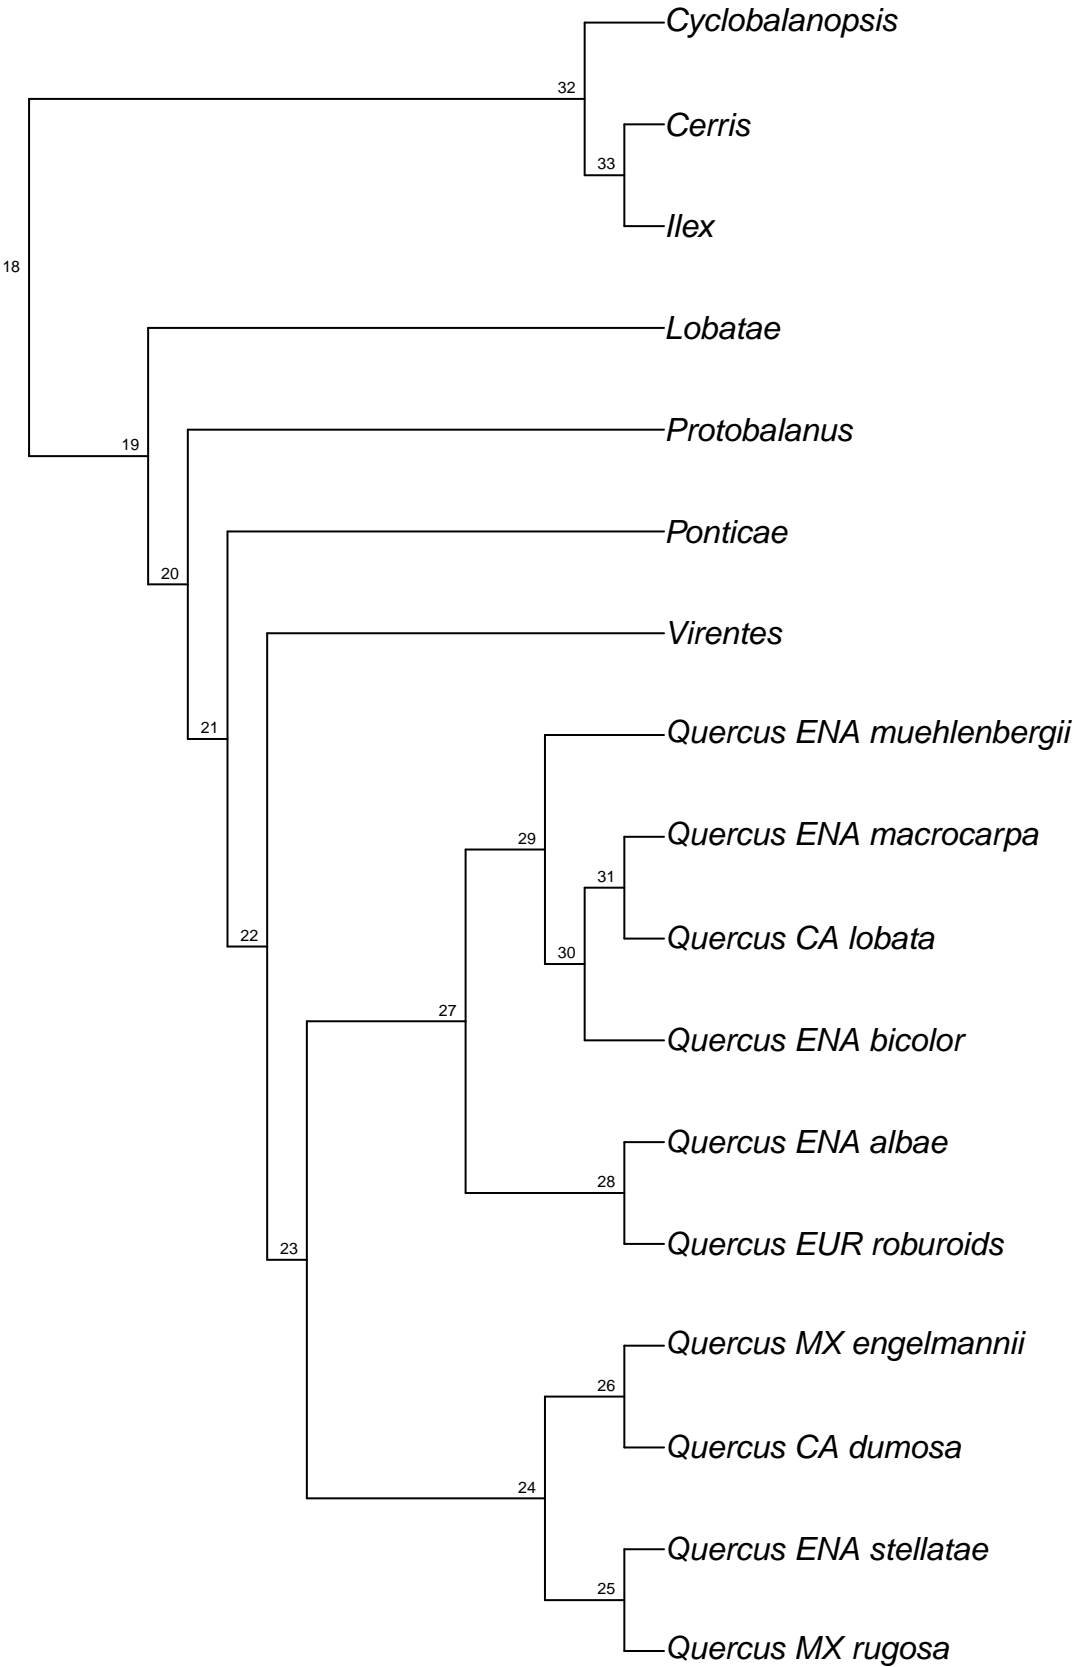 Cyclobalanopsis
32
Cerris
33
Ilex
18
Lobatae
Protobalanus
19
Ponticae
20
Virentes
21
Quercus ENA muehlenbergii
Quercus ENA macrocarpa
29
31
22
Quercus CA lobata
30
27
Quercus ENA bicolor
Quercus ENA albae
28
23
Quercus EUR roburoids
Quercus MX engelmannii
26
Quercus CA dumosa
24
Quercus ENA stellatae
25
Quercus MX rugosa